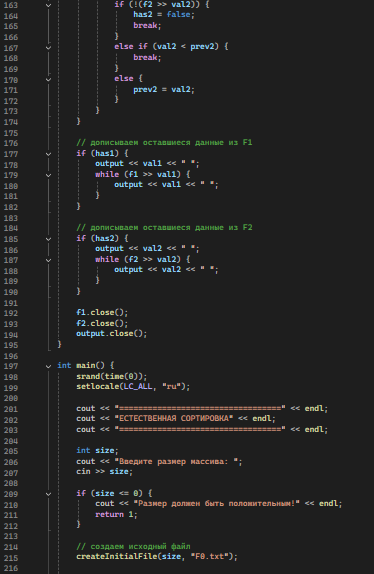 163 if (!(f2 >> val2)) {
164 has2 = false;
165 break;
166 }
167 else if (val2 < prev2) {
168 break;
169 }
170 else {
171 prev2 = val2;
172 }
173 }
174 }
175
176 // дописываем оставшиеся данные из F1
177 if (has1) {
178 output << val1 << " ";
179 while (f1 >> val1) {
180 output << val1 << " ";
181 }
182 }
183
184 // дописываем оставшиеся данные из F2
185 if (has2) {
186 output << val2 << " ";
187 while (f2 >> val2) {
188 output << val2 << " ";
189 }
190 }
191
192 f1.close();
193 f2.close();
194 output.close();
195 }
196
197 int main() {
198 srand(time(0));
199 setlocale(LC_ALL, "ru");
200
201 cout << "==================================" << endl;
202 cout << "ЕСТЕСТВЕННАЯ СОРТИРОВКА" << endl;
203 cout << "==================================" << endl;
204
205 int size;
206 cout << "Введите размер массива: ";
207 cin >> size;
208
209 if (size <= 0) {
210 cout << "Размер должен быть положительным!" << endl;
211 return 1;
212 }
213
214 // создаем исходный файл
215 createInitialFile(size, "F0.txt");
216